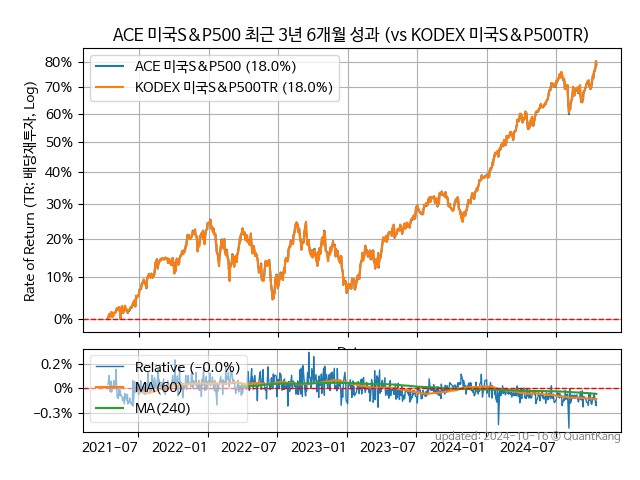 ACE 미국S&P500 최근 3년 6개월 성과 (vs KODEX 미국S&P500TR)
ACE 미국S&P500 (18.0%)
KODEX 미국S&P500TR (18.0%)
Rate of Return (TR: 배당재투자, Log)
80%
70%
60%
50%
40%
30%
20%
10%
0%
Relative (−0.0%)
MA(60)
MA(240)
0.2%
0%
−0.3%
2021-07 2022-01 2022-07 2023-01 2023-07 2024-01 2024-07
updated: 2024-10-16 © QuantKang